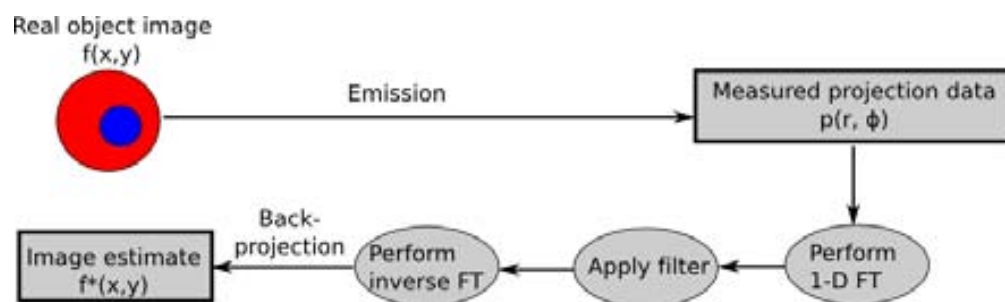 Real object image
f(x,y)
Emission
Measured projection data
p(r, ϕ)
Back-
projection
Image estimate
f*(x,y)
Perform
inverse FT
Apply filter
Perform
1-D FT